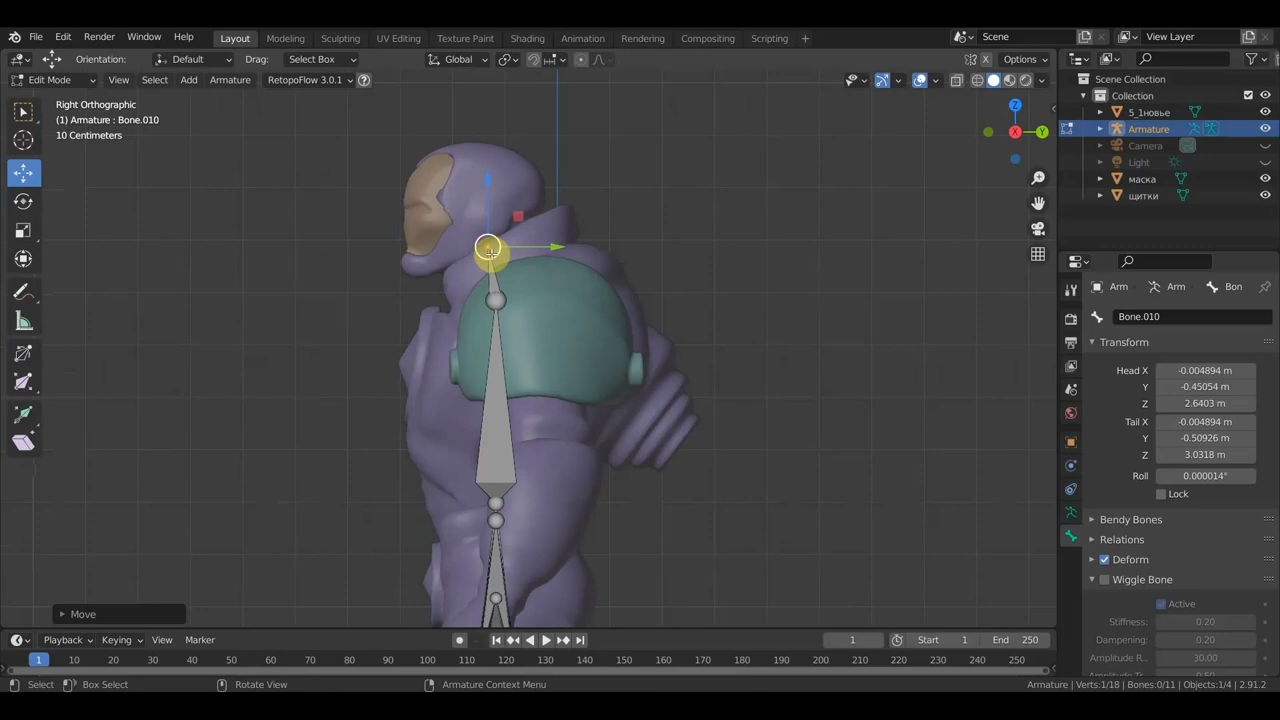 File Edit Render Window Help Layout Modeling Sculpting UV Editing Texture Paint Shading Animation Rendering Compositing Scripting + Scene View Layer
Orientation: Default Drag: Select Box Global Options
Edit Mode View Select Add Armature RetopoFlow 3.0.1 Scene Collection
Right Orthographic
(1) Armature : Bone.010
10 Centimeters
Z
X
Y
Collection
5_1новье
Armature
Camera
Light
маска
щитки
Arm Arm Bon
Bone.010
Transform
Head X -0.004894 m
Y -0.45054 m
Z 2.6403 m
Tail X -0.004894 m
Y -0.50926 m
Z 3.0318 m
Roll 0.000014°
Lock
Bendy Bones
Relations
Deform
Wiggle Bone
Active
Stiffness: 0.20
Dampening: 0.20
Amplitude R... 30.00
Move
Playback Keying View Marker 1 Start 1 End 250
1 10 20 30 40 50 60 70 80 90 100 110 120 130 140 150 160 170 180 190 200 210 220 230 240 250
Select Box Select Rotate View Armature Context Menu Armature | Verts:1/18 | Bones:0/11 | Objects:1/4 | 2.91.2